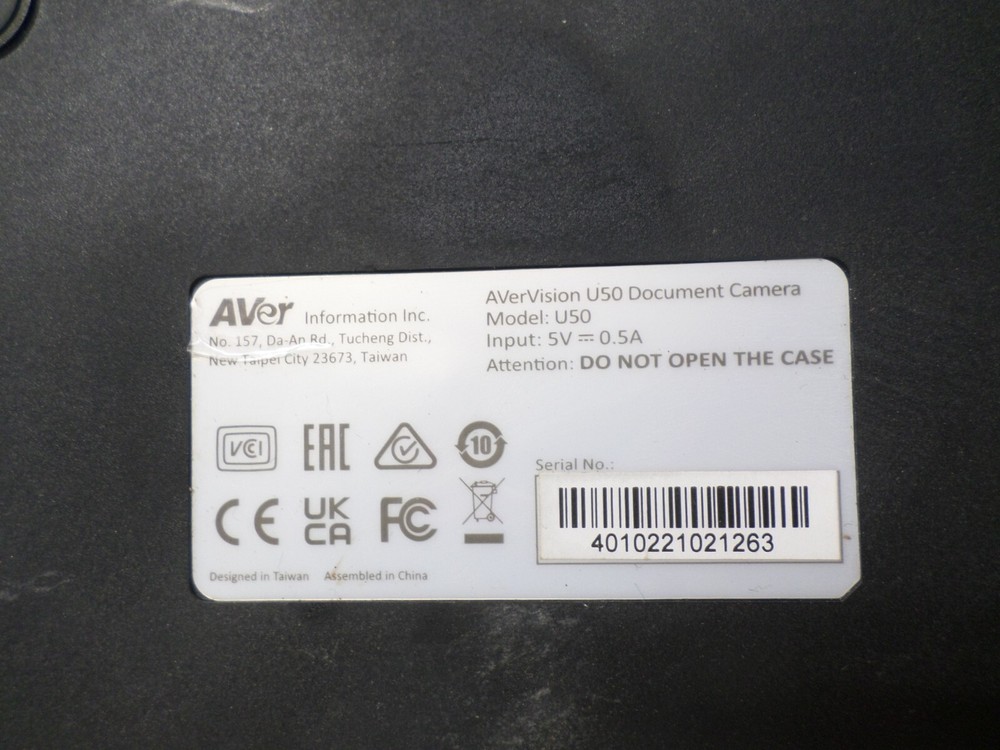 AVer Information Inc.
No. 157, Da-An Rd., Tucheng Dist.,
New Taipei City 23673, Taiwan
AVerVision U50 Document Camera
Model: U50
Input: 5V ⎓ 0.5A
Attention: DO NOT OPEN THE CASE
VCCI
EAC
10
CE
UK
CA
FC
Serial No.:
4010221021263
Designed in Taiwan Assembled in China